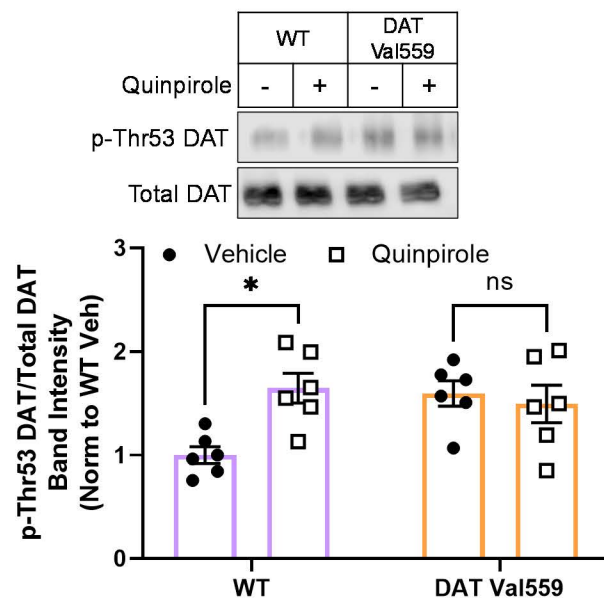 WT DAT
Val559
Quinpirole - + - +
p-Thr53 DAT
Total DAT
3
Vehicle Quinpirole
* ns
2
1
0
p-Thr53 DAT/Total DAT
Band Intensity
(Norm to WT Veh)
WT DAT Val559